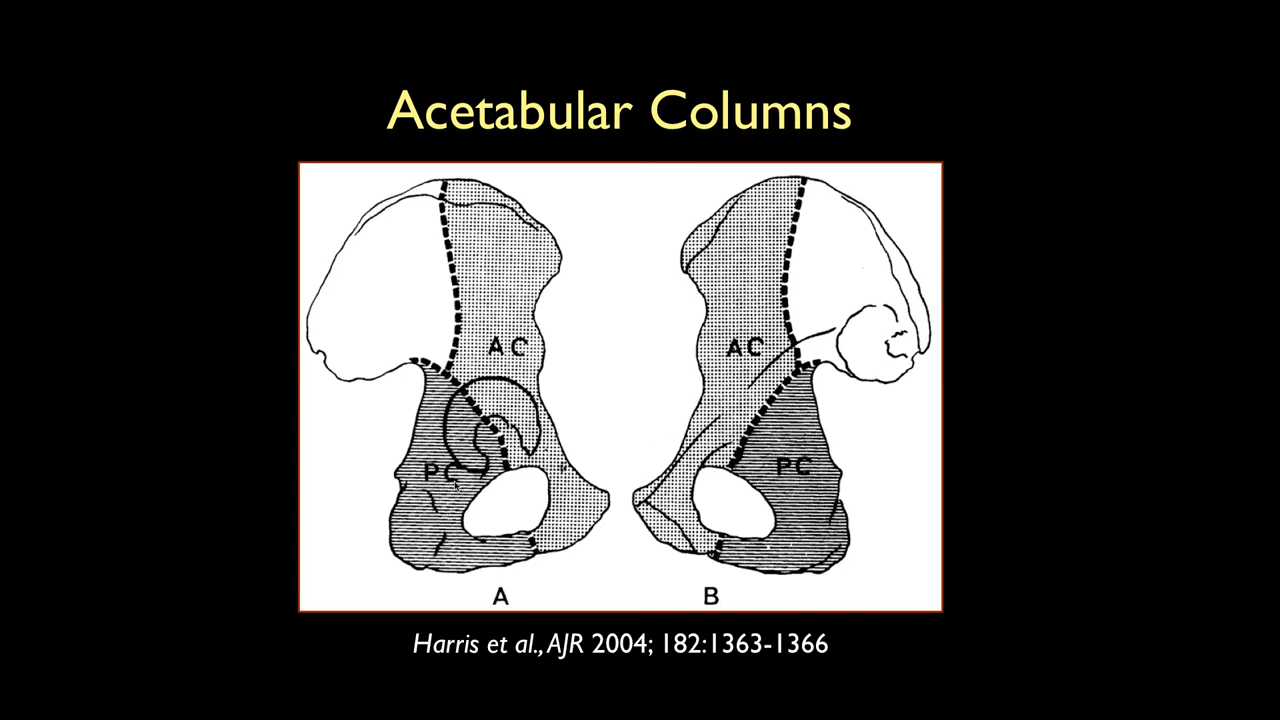 Acetabular Columns
AC AC
PC PC
A B
Harris et al., AJR 2004; 182:1363-1366